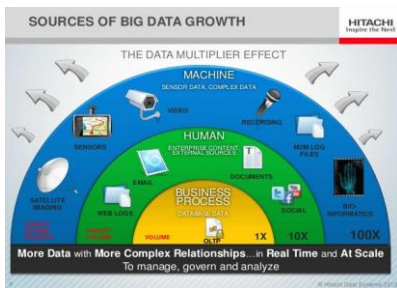 SOURCES OF BIG DATA GROWTH
HITACHI
Inspire the Next
THE DATA MULTIPLIER EFFECT
MACHINE
SENSOR DATA, COMPLEX DATA
VIDEO
RECORDING
SENSORS
HUMAN
ENTERPRISE CONTENT,
EXTERNAL SOURCES
M2M LOG
FILES
EMAIL
DOCUMENTS
SATELLITE
IMAGING
BUSINESS
PROCESS
DATABASE DATA
WEB LOGS
SOCIAL
BIO-
INFORMATICS
VOLUME
OLTP
1X
10X
100X
More Data with More Complex Relationships...in Real Time and At Scale
To manage, govern and analyze
© Hitachi Data Systems